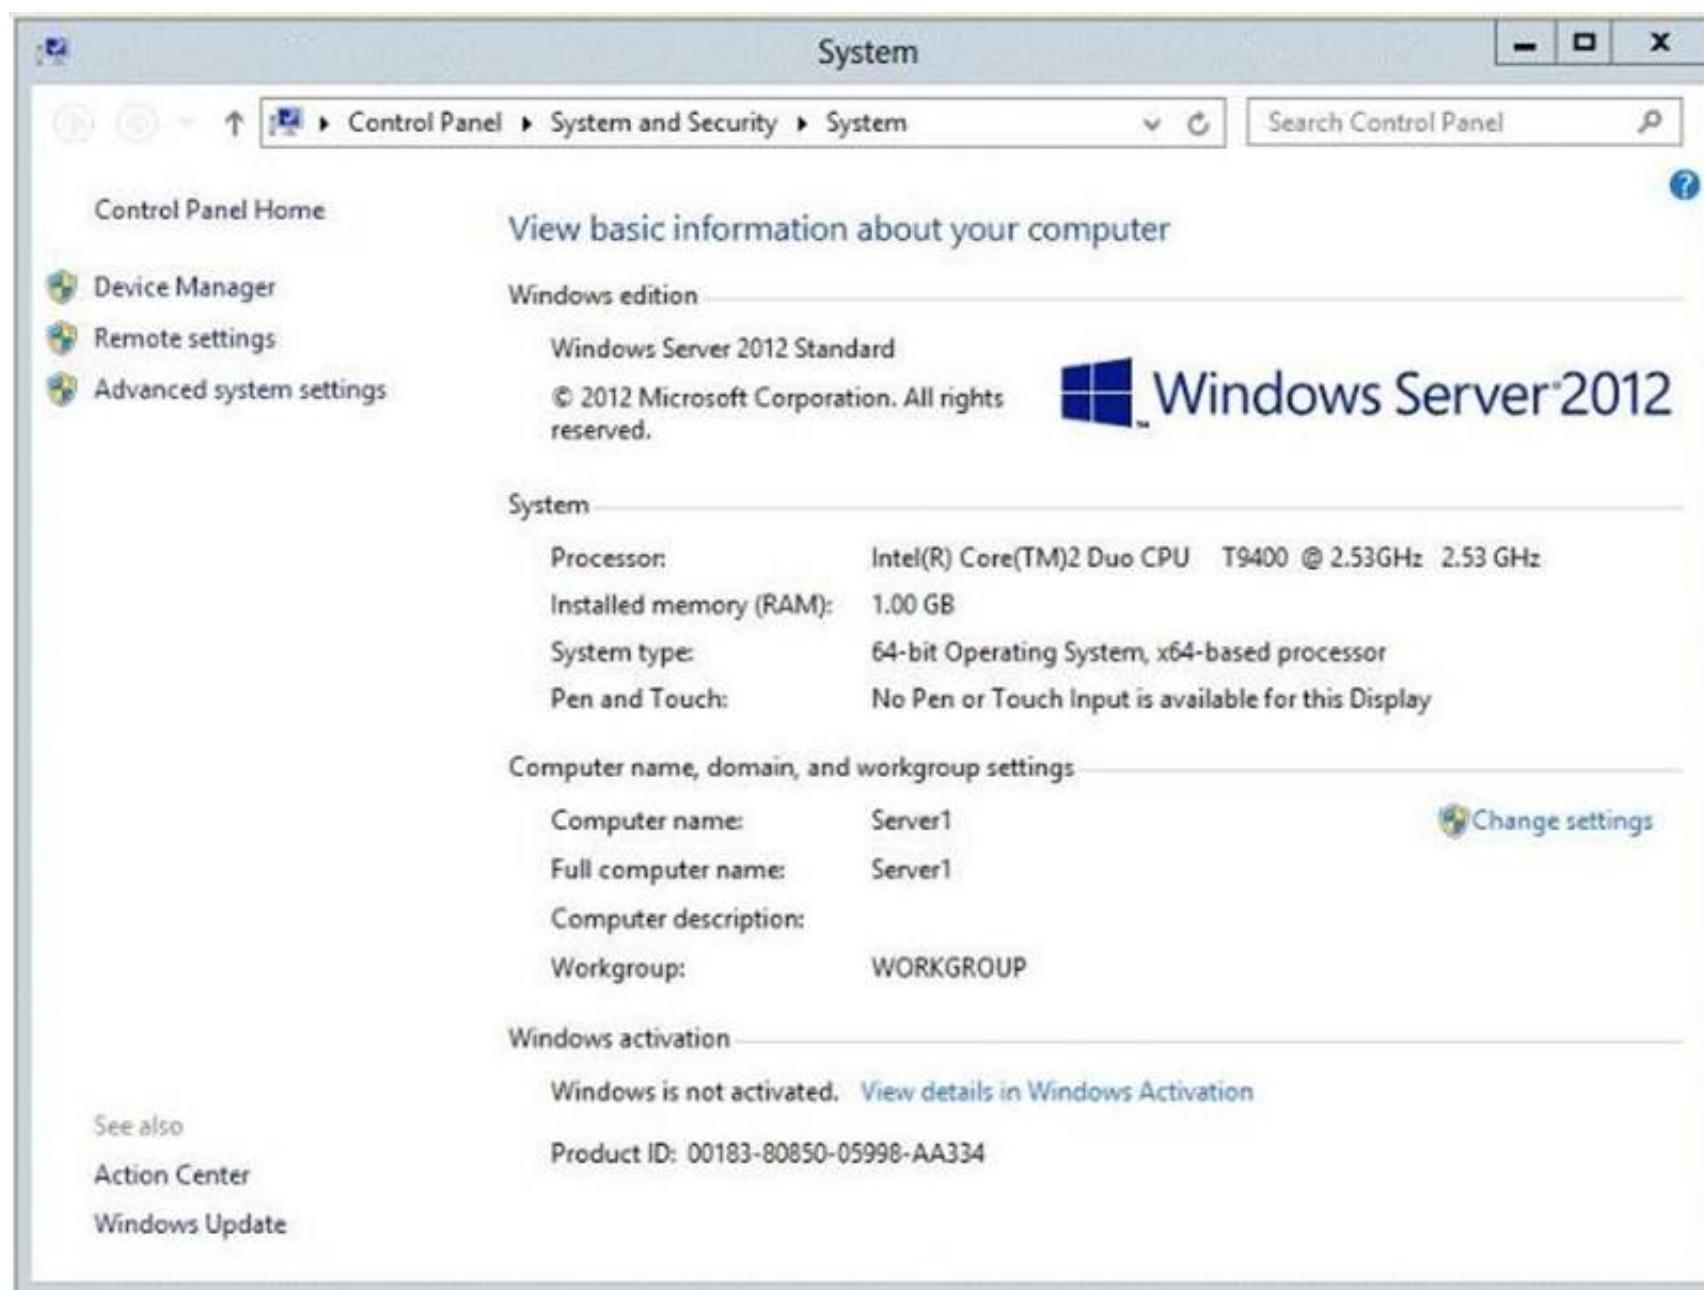 System
Control Panel ▸ System and Security ▸ System
Search Control Panel
Control Panel Home
Device Manager
Remote settings
Advanced system settings
View basic information about your computer
Windows edition
Windows Server 2012 Standard
© 2012 Microsoft Corporation. All rights
reserved.
Windows Server 2012
System
Processor: Intel(R) Core(TM)2 Duo CPU T9400 @ 2.53GHz 2.53 GHz
Installed memory (RAM): 1.00 GB
System type: 64-bit Operating System, x64-based processor
Pen and Touch: No Pen or Touch Input is available for this Display
Computer name, domain, and workgroup settings
Computer name: Server1
Change settings
Full computer name: Server1
Computer description:
Workgroup: WORKGROUP
Windows activation
Windows is not activated. View details in Windows Activation
Product ID: 00183-80850-05998-AA334
See also
Action Center
Windows Update